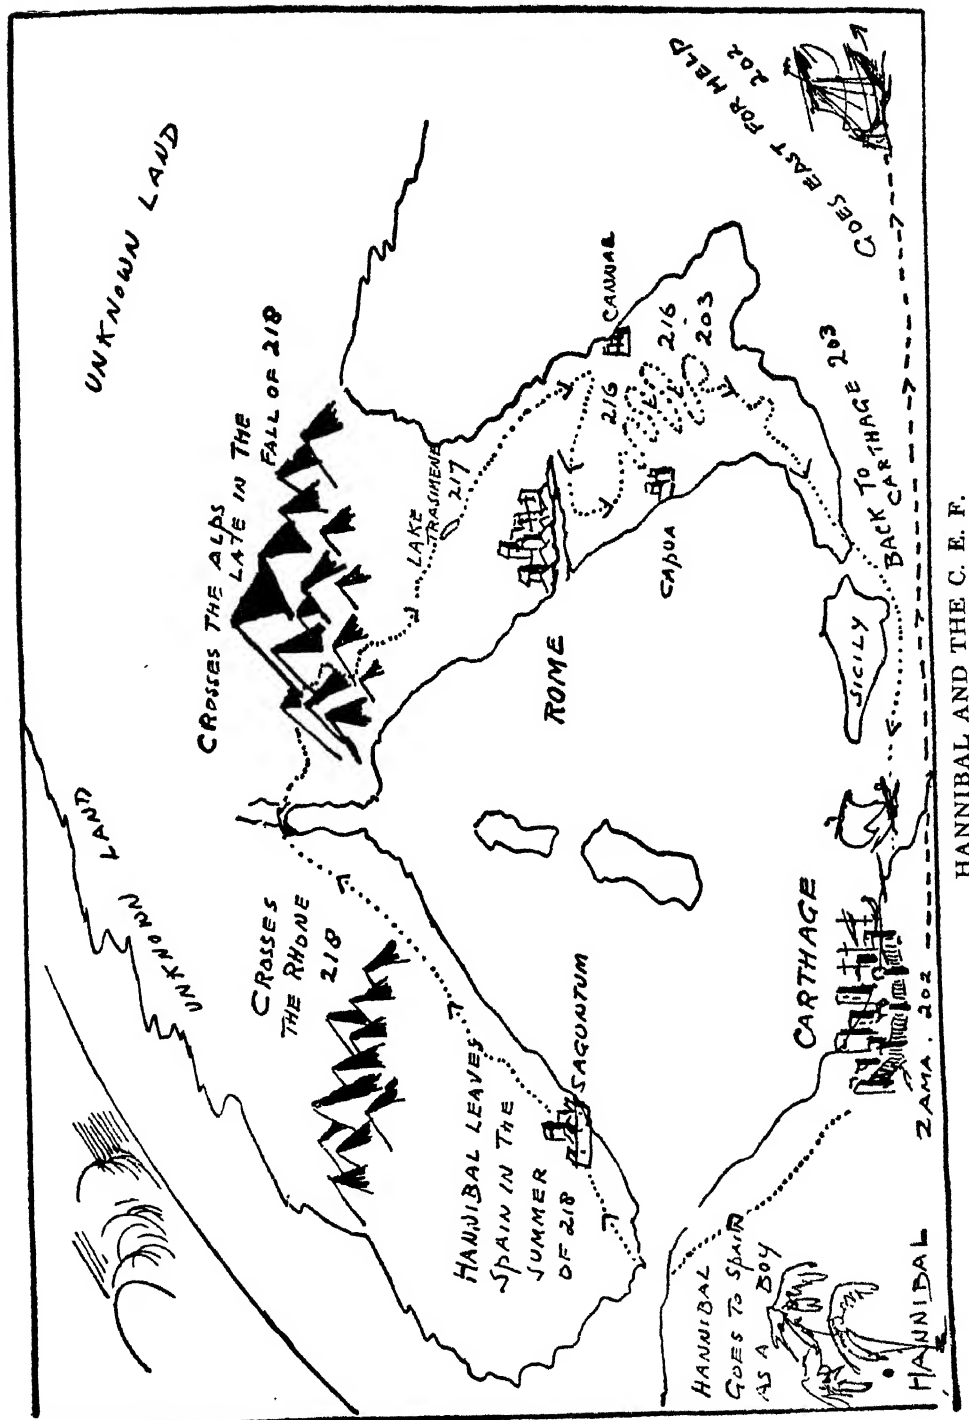 UNKNOWN LAND
UNKNOWN LAND
CROSSES THE ALPS
LATE IN THE
FALL OF 218
CROSSES
THE RHONE
218
LAKE
TRASIMENE
217
CANNAE
216
216
-
203
ROME
CAPUA
HANNIBAL LEAVES
SPAIN IN THE
SUMMER
OF 218
SAGUNTUM
GOES EAST FOR HELP
202
BACK TO
CARTHAGE 203
SICILY
CARTHAGE
HANNIBAL
GOES TO SPAIN
AS A BOY
ZAMA. 202
HANNIBAL
HANNIBAL AND THE C. E. F.